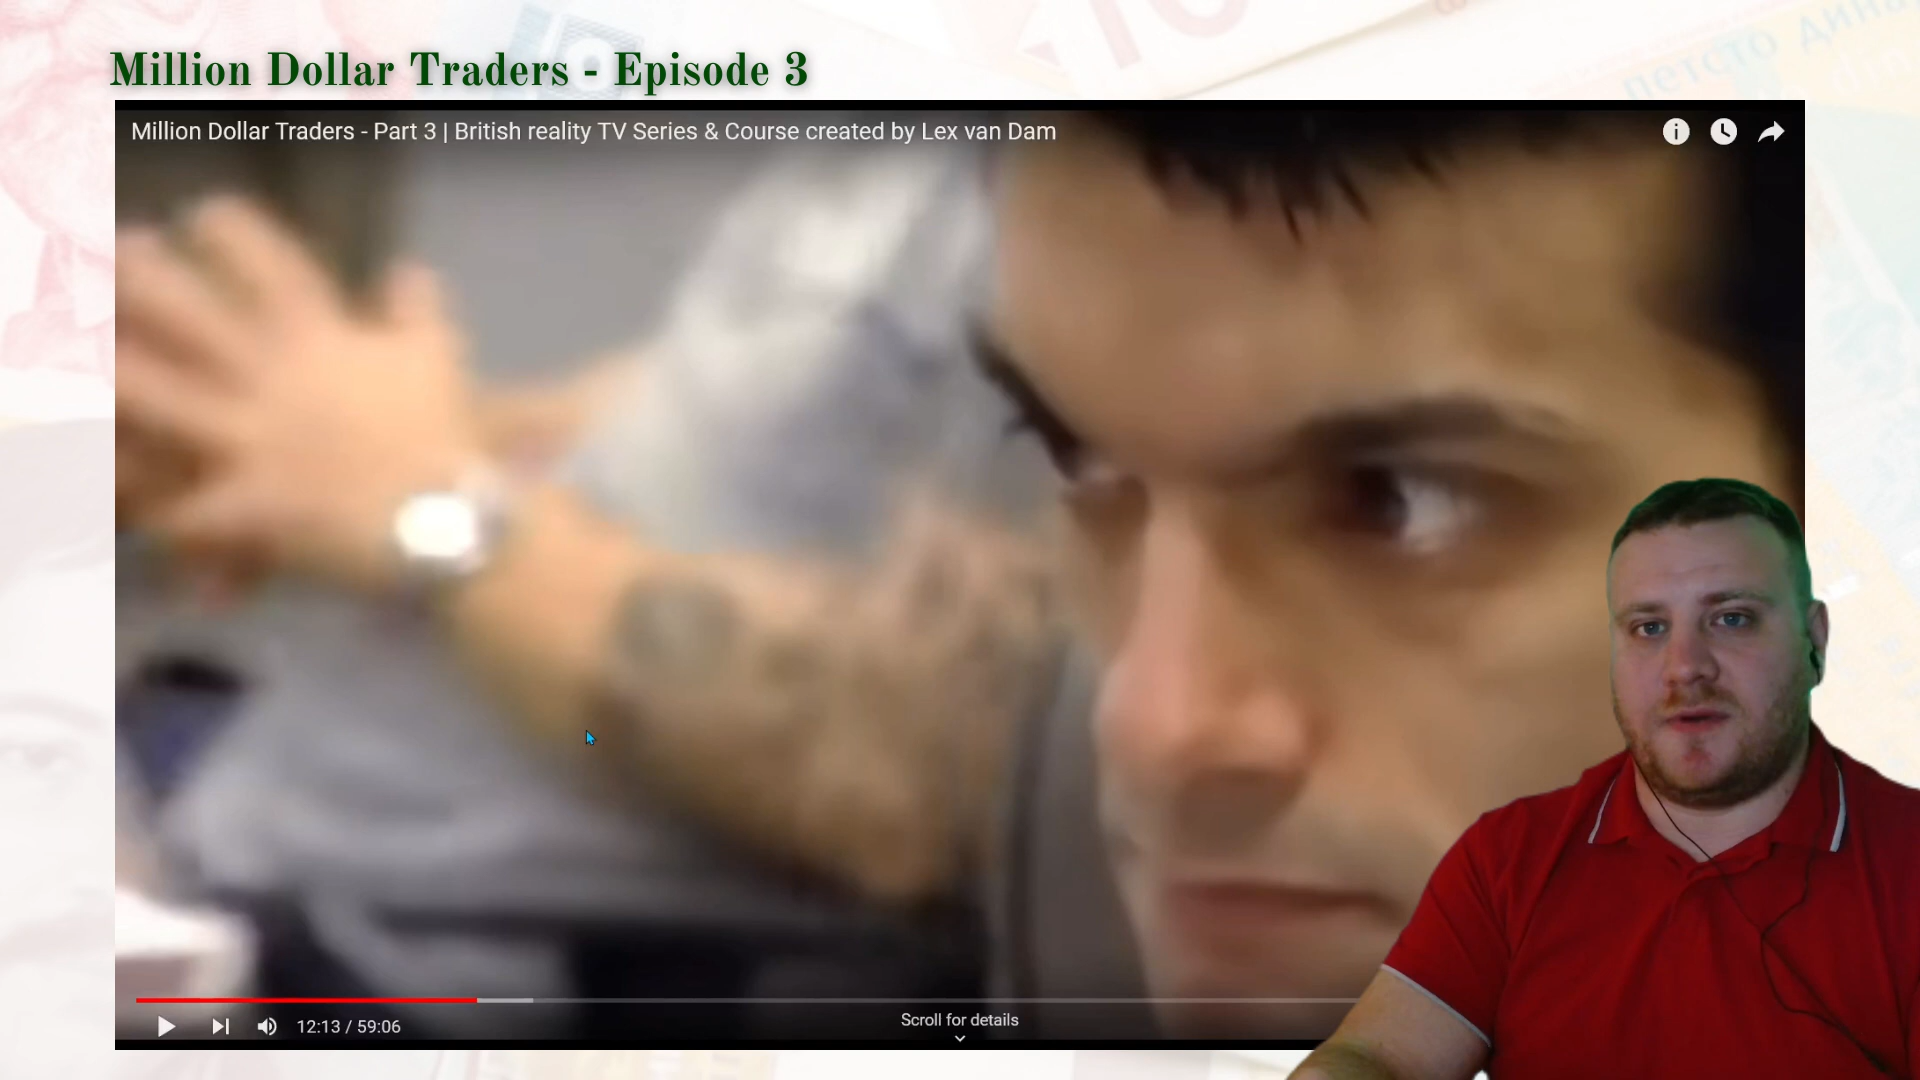 Million Dollar Traders - Episode 3
Million Dollar Traders - Part 3 | British reality TV Series & Course created by Lex van Dam
12:13 / 59:06
Scroll for details